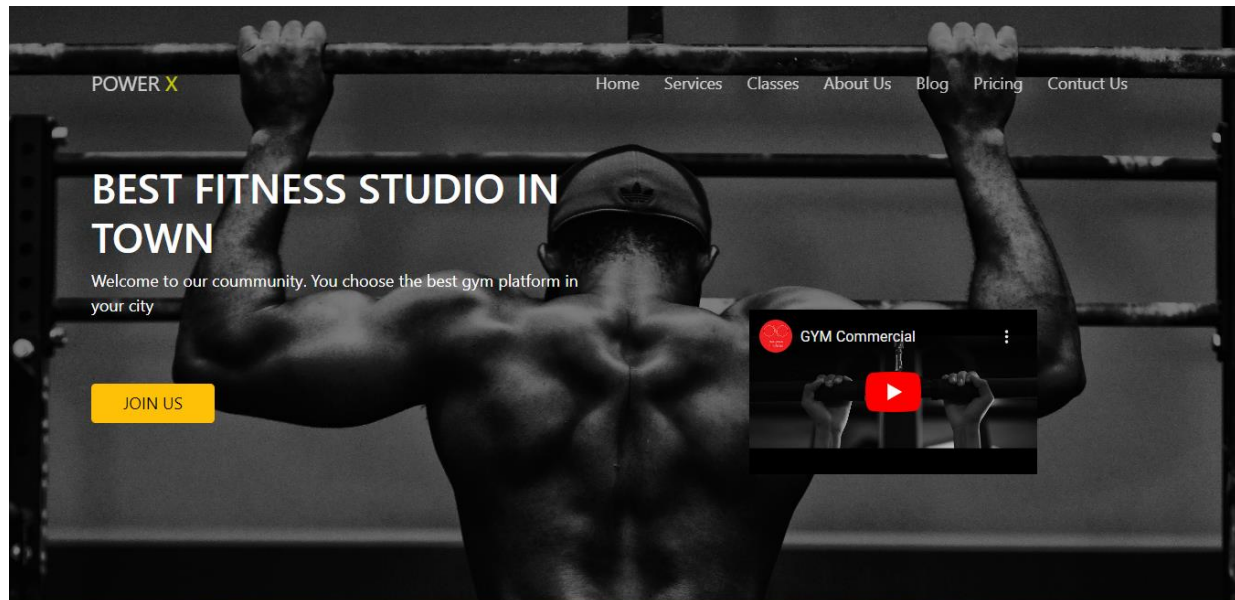 POWER X
Home Services Classes About Us Blog Pricing Contuct Us
BEST FITNESS STUDIO IN
TOWN
Welcome to our coummunity. You choose the best gym platform in
your city
GYM Commercial
JOIN US